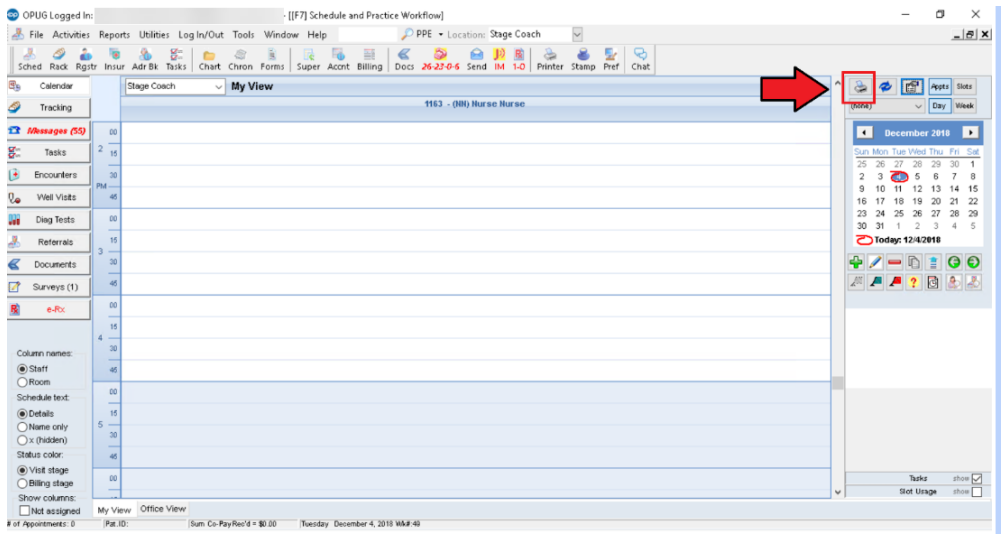 OPUG Logged In: - [[F7] Schedule and Practice Workflow]
File Activities Reports Utilities Log In/Out Tools Window Help PPE Location: Stage Coach
Sched Rack Rgstr Insur Adr Bk Tasks Chart Chron Forms Super Accnt Billing Docs 26-23-0-6 Send IM 1-0 Printer Stamp Pref Chat
Calendar
Tracking
Messages (55)
Tasks
Encounters
Well Visits
Diag Tests
Referrals
Documents
Surveys (1)
e-Rx
Column names:
Staff
Room
Schedule text:
Details
Name only
x (hidden)
Status color:
Visit stage
Billing stage
Show columns:
Not assigned
Stage Coach My View
1163 - (NN) Nurse Nurse
00
2 15
30
PM
45
00
15
3
30
45
00
15
4
30
45
00
15
5
30
45
00
My View Office View
Appts Slots
(none) Day Week
December 2018
Sun Mon Tue Wed Thu Fri Sat
25 26 27 28 29 30 1
2 3 5 6 7 8
9 10 11 12 13 14 15
16 17 18 19 20 21 22
23 24 25 26 27 28 29
30 31 1 2 3 4 5
Today: 12/4/2018
Tasks show
Slot Usage show
# of Appointments: 0 Pat.ID: Sum Co-Pay Rec'd = $0.00 Tuesday December 4, 2018 Wk#:49